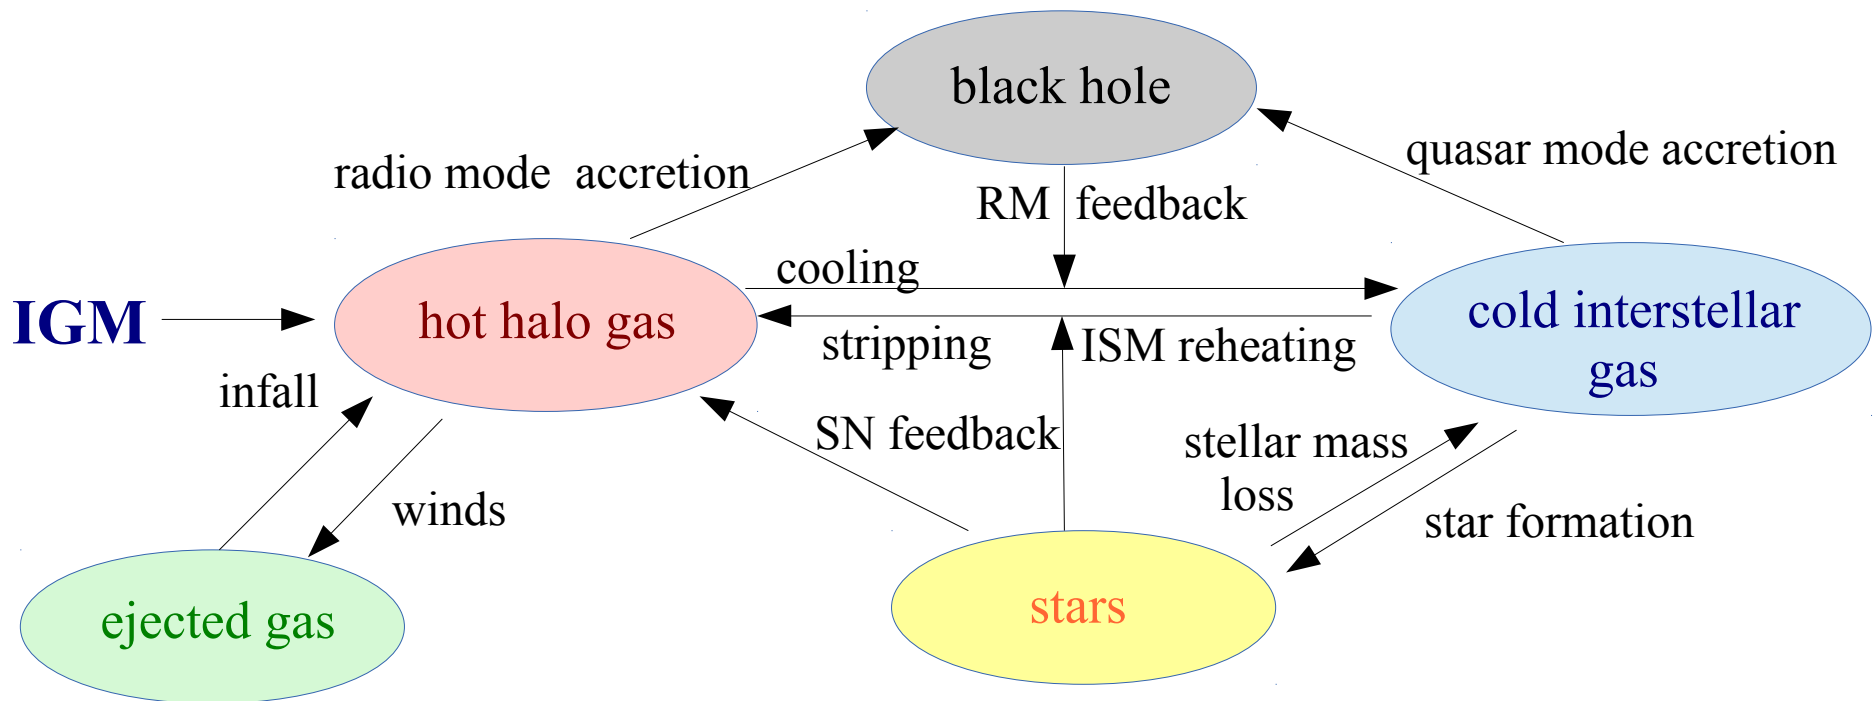 black hole
radio mode  accretion
quasar mode accretion
RM feedback
cooling
IGM
hot halo gas
cold interstellar
gas
stripping
ISM reheating
infall
SN feedback
stellar mass
loss
winds
star formation
ejected gas
stars